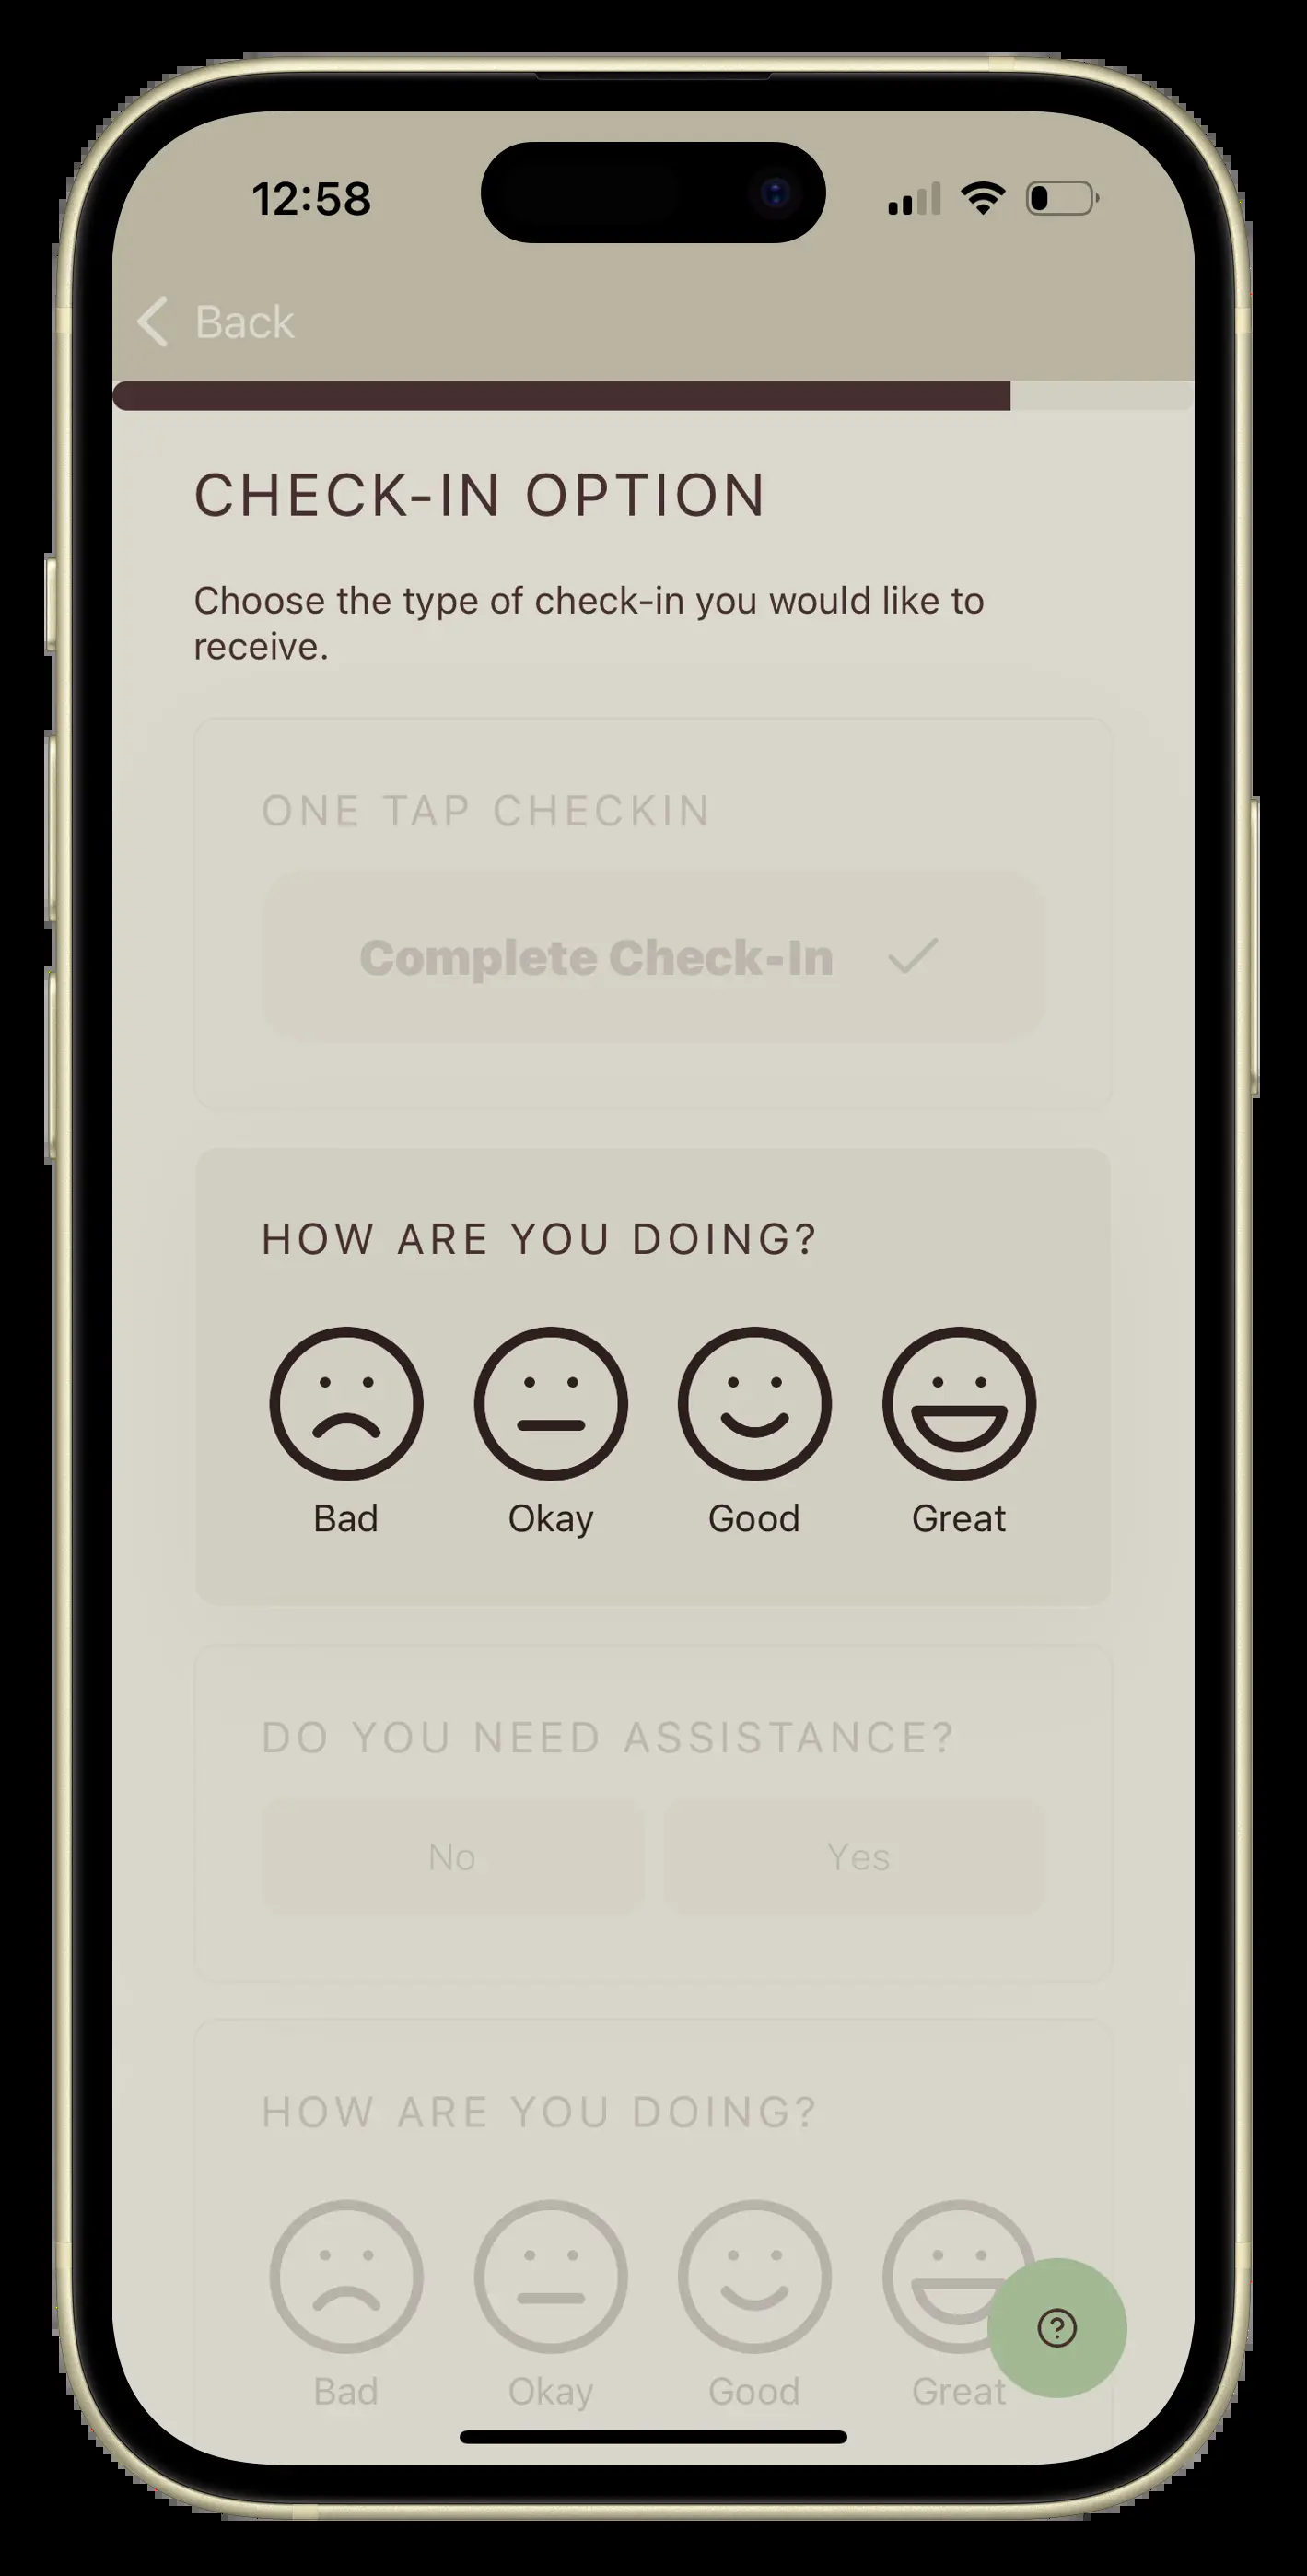 12:58
Back
CHECK-IN OPTION
Choose the type of check-in you would like to
receive.
ONE TAP CHECKIN
Complete Check-In
HOW ARE YOU DOING?
Bad Okay Good Great
DO YOU NEED ASSISTANCE?
No Yes
HOW ARE YOU DOING?
Bad Okay Good Great
?